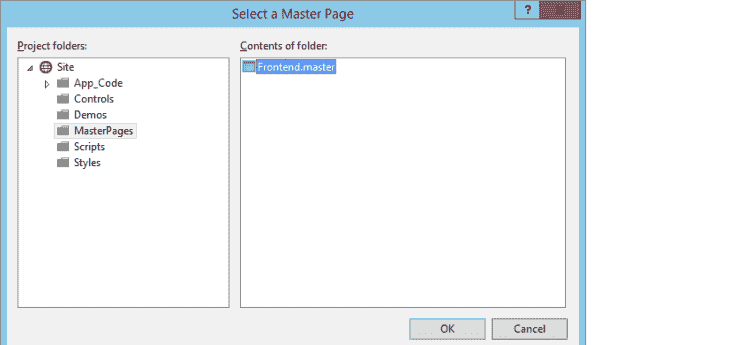 Select a Master Page
?
Project folders:
Contents of folder:
Site
App_Code
Controls
Demos
MasterPages
Scripts
Styles
Frontend.master
OK
Cancel